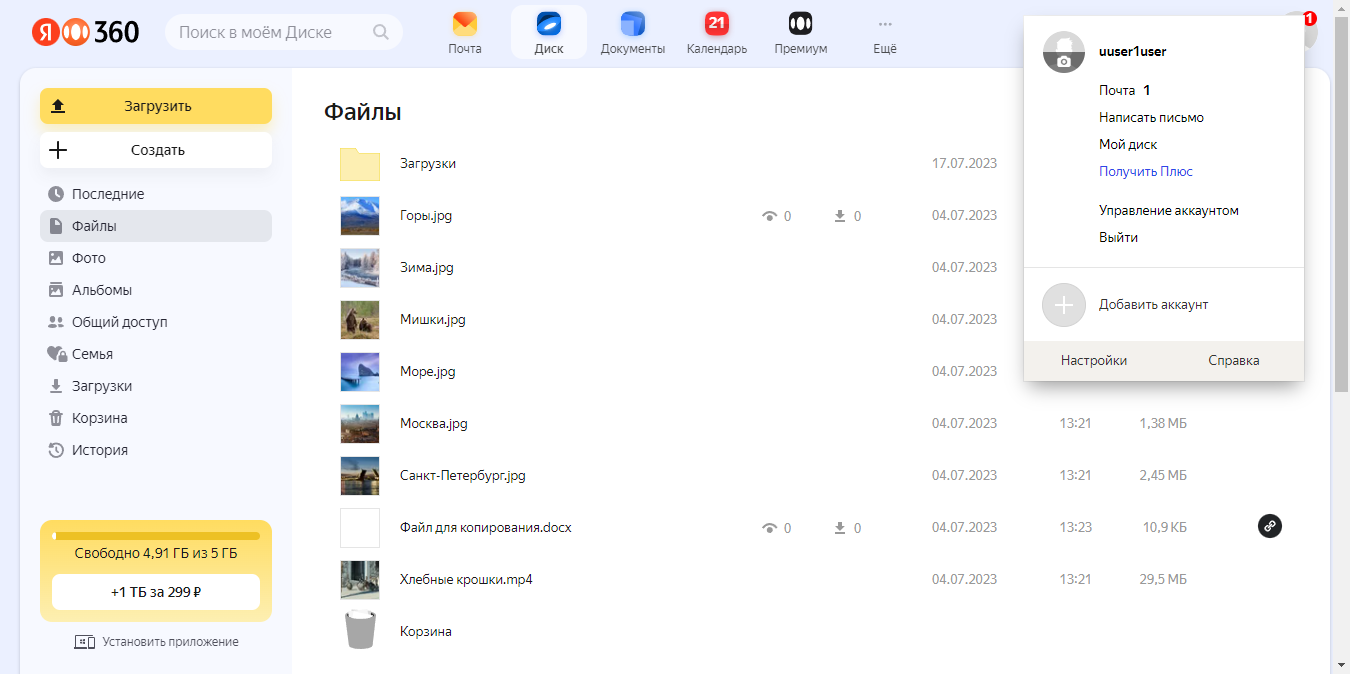 Я 360
Поиск в моём Диске
Почта
Диск
Документы
21
Календарь
Премиум
Ещё
1
Загрузить
Создать
Последние
Файлы
Фото
Альбомы
Общий доступ
Семья
Загрузки
Корзина
История
Свободно 4,91 ГБ из 5 ГБ
+1 ТБ за 299 ₽
Установить приложение
Файлы
Загрузки 17.07.2023
Горы.jpg 0 0 04.07.2023
Зима.jpg 04.07.2023
Мишки.jpg 04.07.2023
Море.jpg 04.07.2023
Москва.jpg 04.07.2023 13:21 1,38 МБ
Санкт-Петербург.jpg 04.07.2023 13:21 2,45 МБ
Файл для копирования.docx 0 0 04.07.2023 13:23 10,9 КБ
Хлебные крошки.mp4 04.07.2023 13:21 29,5 МБ
Корзина
uuser1user
Почта 1
Написать письмо
Мой диск
Получить Плюс
Управление аккаунтом
Выйти
Добавить аккаунт
Настройки Справка